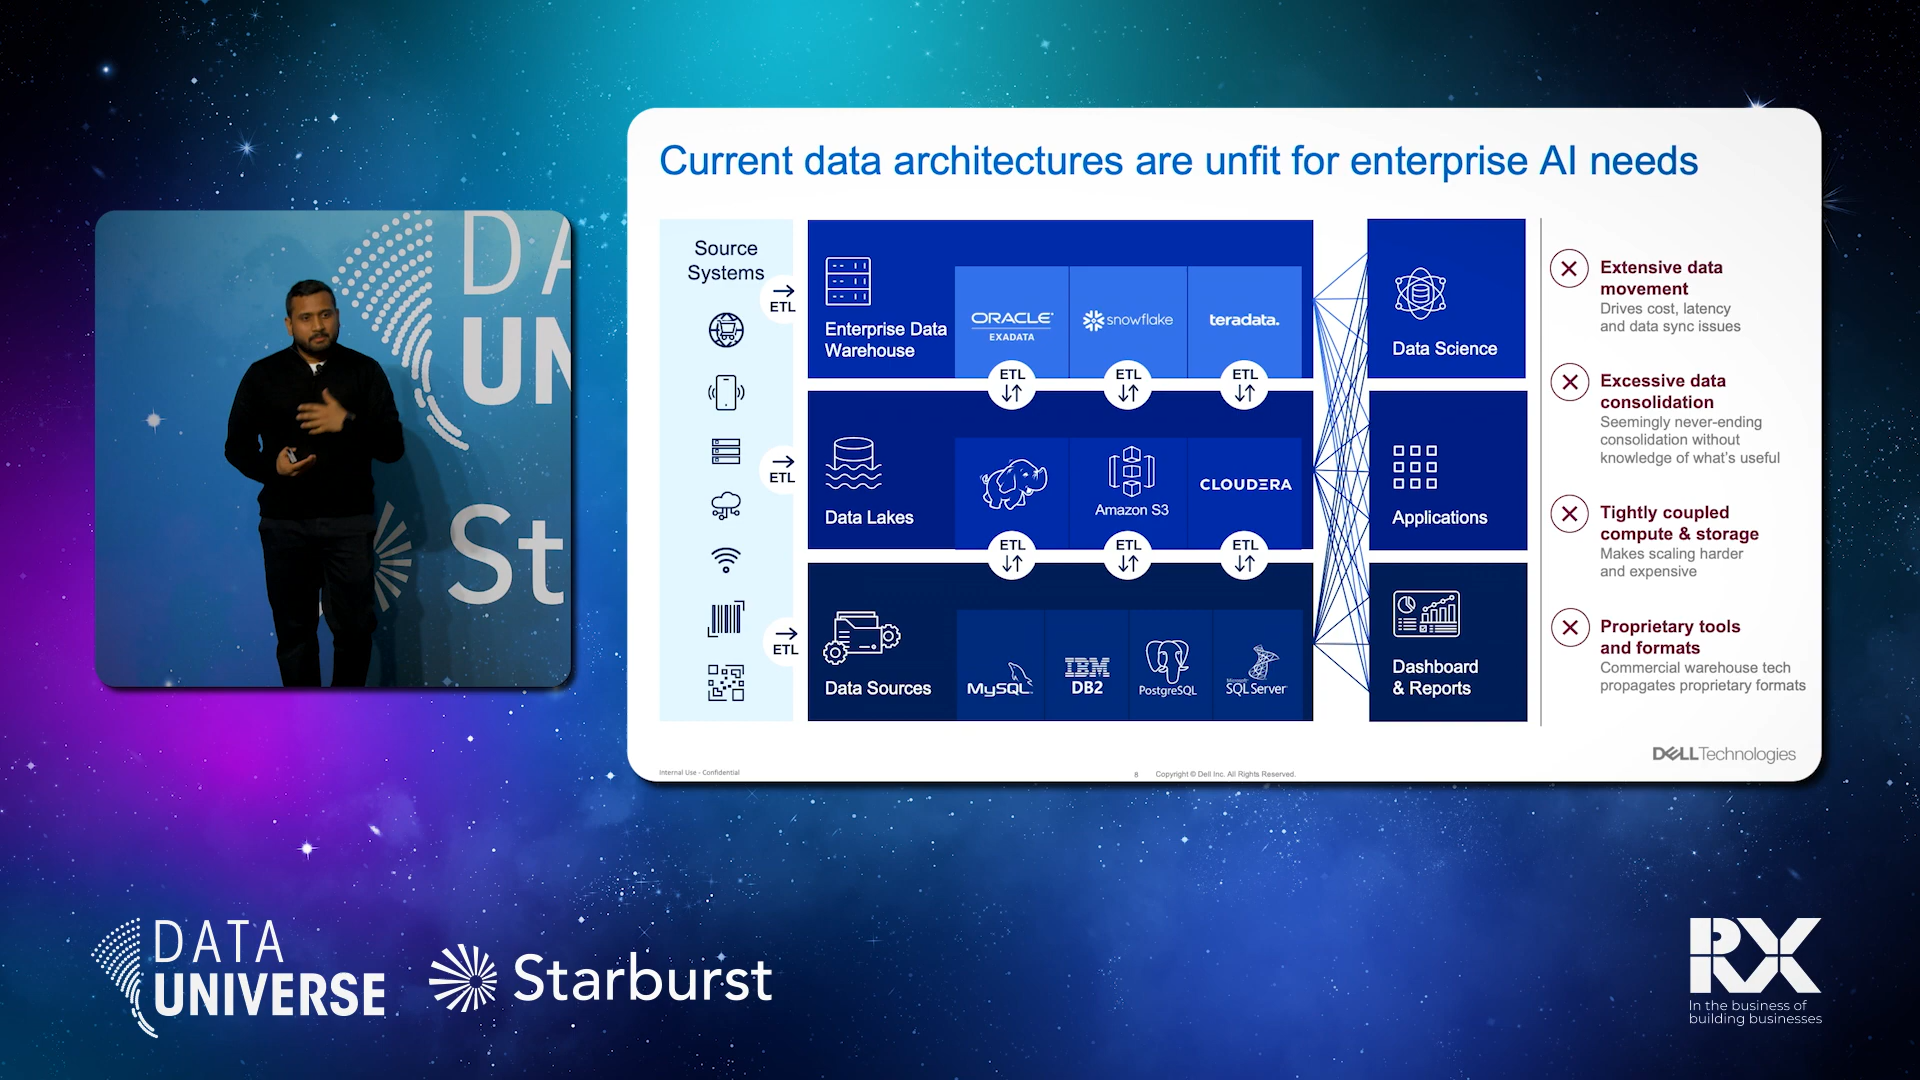 Current data architectures are unfit for enterprise AI needs
Source
Systems
ETL
ETL
ETL
Enterprise Data
Warehouse
ORACLE
EXADATA
snowflake
teradata.
ETL
ETL
ETL
Data Lakes
Amazon S3
CLOUDERA
ETL
ETL
ETL
Data Sources
MySQL
IBM
DB2
PostgreSQL
Microsoft
SQL Server
Data Science
Applications
Dashboard
& Reports
Extensive data
movement
Drives cost, latency
and data sync issues
Excessive data
consolidation
Seemingly never-ending
consolidation without
knowledge of what's useful
Tightly coupled
compute & storage
Makes scaling harder
and expensive
Proprietary tools
and formats
Commercial warehouse tech
propagates proprietary formats
DELL Technologies
Internal Use - Confidential
8
Copyright © Dell Inc. All Rights Reserved.
DA
UN
St
DATA
UNIVERSE
Starburst
RX
In the business of
building businesses